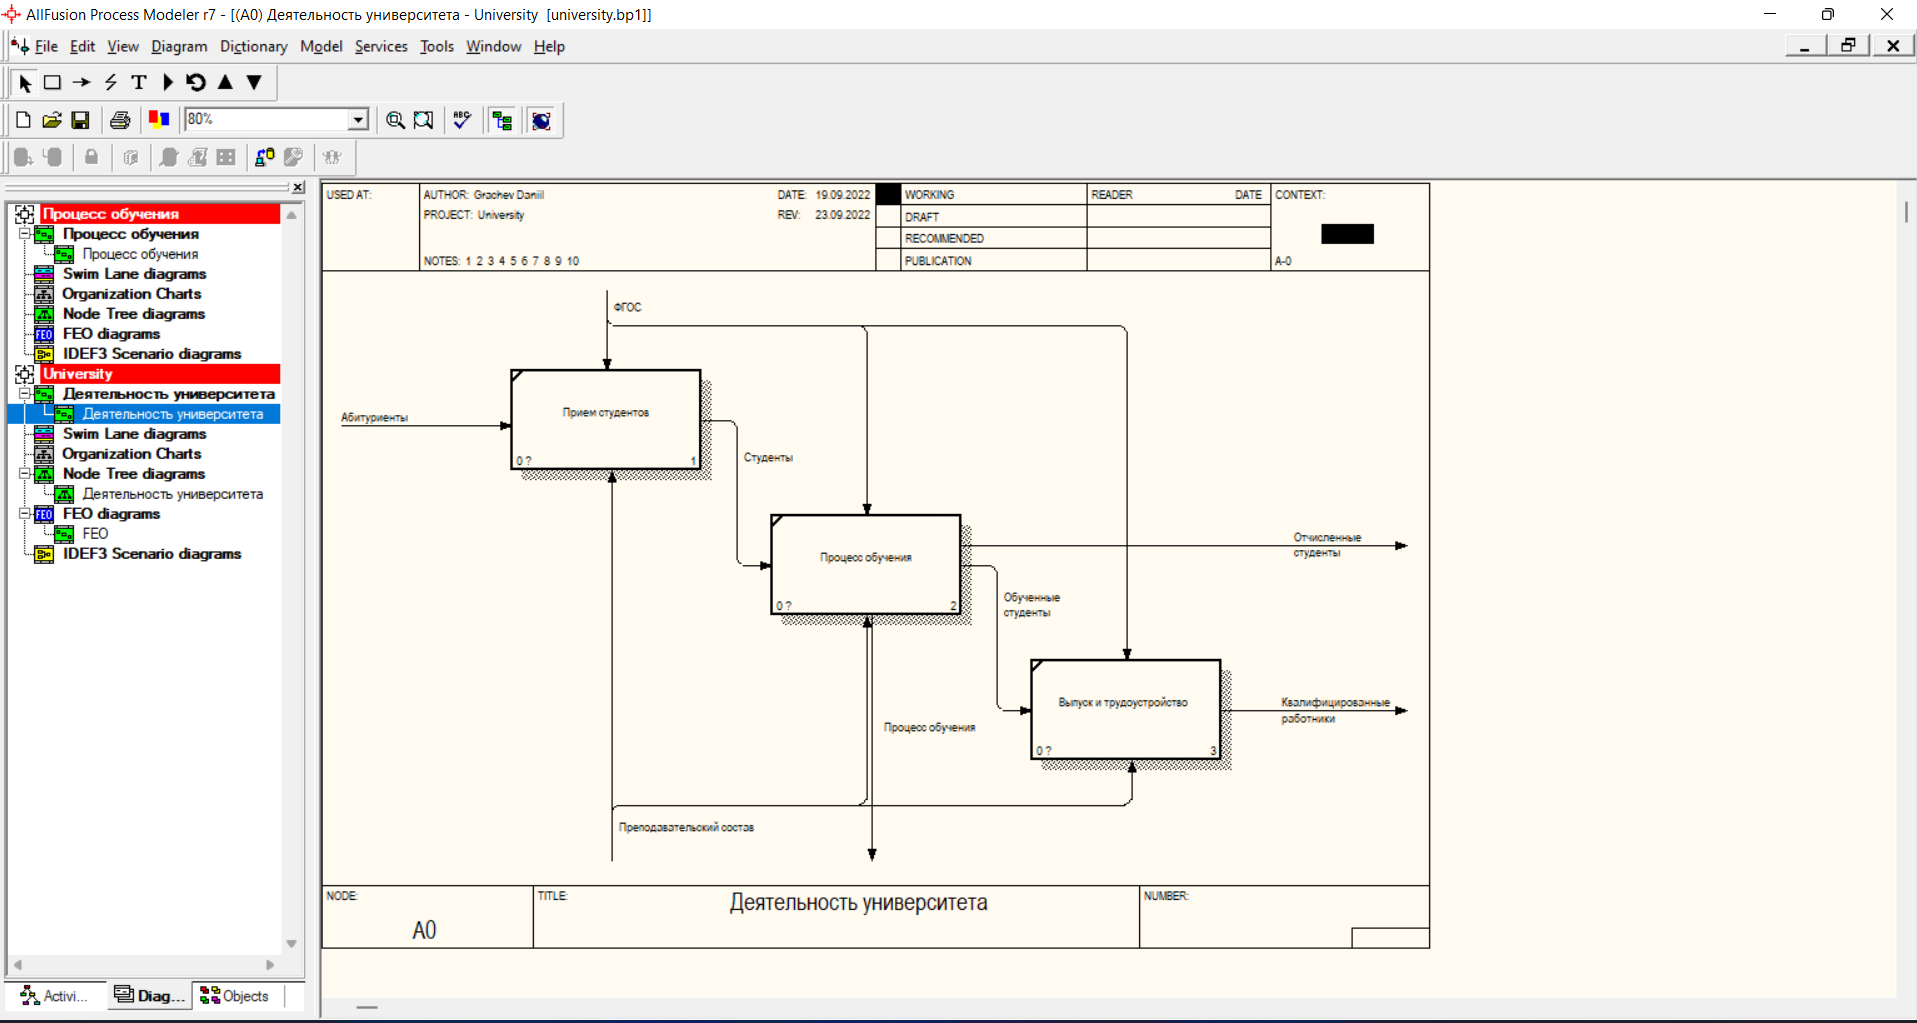 AllFusion Process Modeler r7 - [(A0) Деятельность университета - University  [university.bp1]]
File Edit View Diagram Dictionary Model Services Tools Window Help
T
80%
ABC
Процесс обучения
Процесс обучения
Процесс обучения
Swim Lane diagrams
Organization Charts
Node Tree diagrams
FEO diagrams
IDEF3 Scenario diagrams
University
Деятельность университета
Деятельность университета
Swim Lane diagrams
Organization Charts
Node Tree diagrams
Деятельность университета
FEO diagrams
FEO
IDEF3 Scenario diagrams
Activi... Diag... Objects
USED AT:
AUTHOR: Grachev Daniil
DATE: 19.09.2022
PROJECT: University
REV: 23.09.2022
NOTES: 1 2 3 4 5 6 7 8 9 10
WORKING
DRAFT
RECOMMENDED
PUBLICATION
READER DATE
CONTEXT:
A-0
ФГОС
Абитуриенты
Прием студентов
0 ? 1
Студенты
Процесс обучения
0 ? 2
Отчисленные
студенты
Обученные
студенты
Выпуск и трудоустройство
0 ? 3
Квалифицированные
работники
Процесс обучения
Преподавательский состав
NODE:
A0
TITLE:
Деятельность университета
NUMBER: